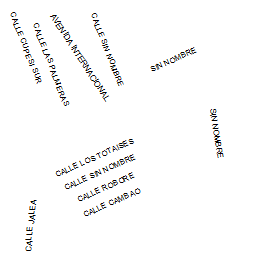 CALLE CUPESI SUR
CALLE LAS PALMERAS
AVENIDA INTERNACIONAL
CALLE SIN NOMBRE
SIN NOMBRE
SIN NOMBRE
CALLE LOS TOTAISES
CALLE SIN NOMBRE
CALLE ROBORE
CALLE CAMBAO
CALLE JALEA